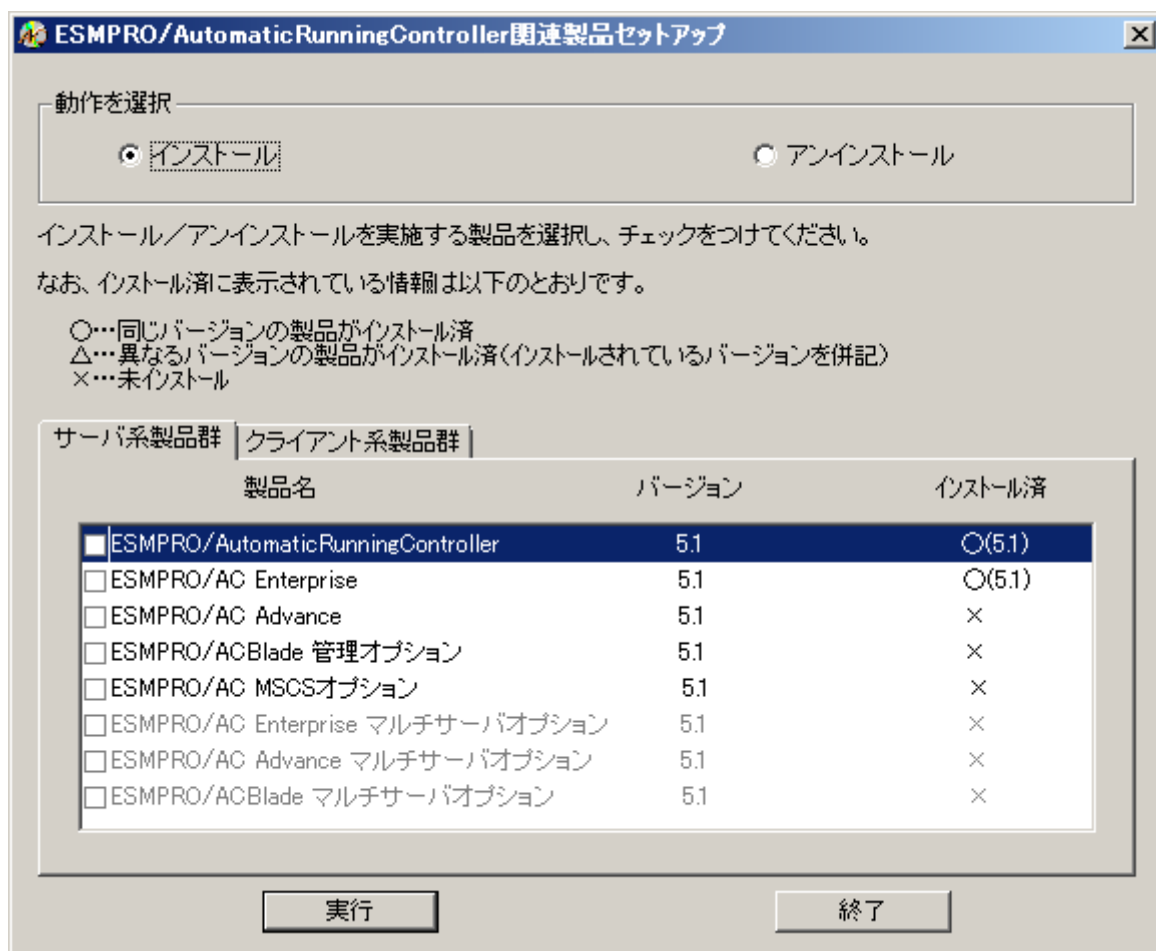 ESMPRO/AutomaticRunningController関連製品セットアップ
動作を選択
インストール アンインストール
インストール／アンインストールを実施する製品を選択し、チェックをつけてください。
なお、インストール済に表示されている情報は以下のとおりです。
○…同じバージョンの製品がインストール済
△…異なるバージョンの製品がインストール済(インストールされているバージョンを併記)
×…未インストール
サーバ系製品群 クライアント系製品群
製品名 バージョン インストール済
ESMPRO/AutomaticRunningController 5.1 ○(5.1)
ESMPRO/AC Enterprise 5.1 ○(5.1)
ESMPRO/AC Advance 5.1 ×
ESMPRO/ACBlade 管理オプション 5.1 ×
ESMPRO/AC MSCSオプション 5.1 ×
ESMPRO/AC Enterprise マルチサーバオプション 5.1 ×
ESMPRO/AC Advance マルチサーバオプション 5.1 ×
ESMPRO/ACBlade マルチサーバオプション 5.1 ×
実行 終了